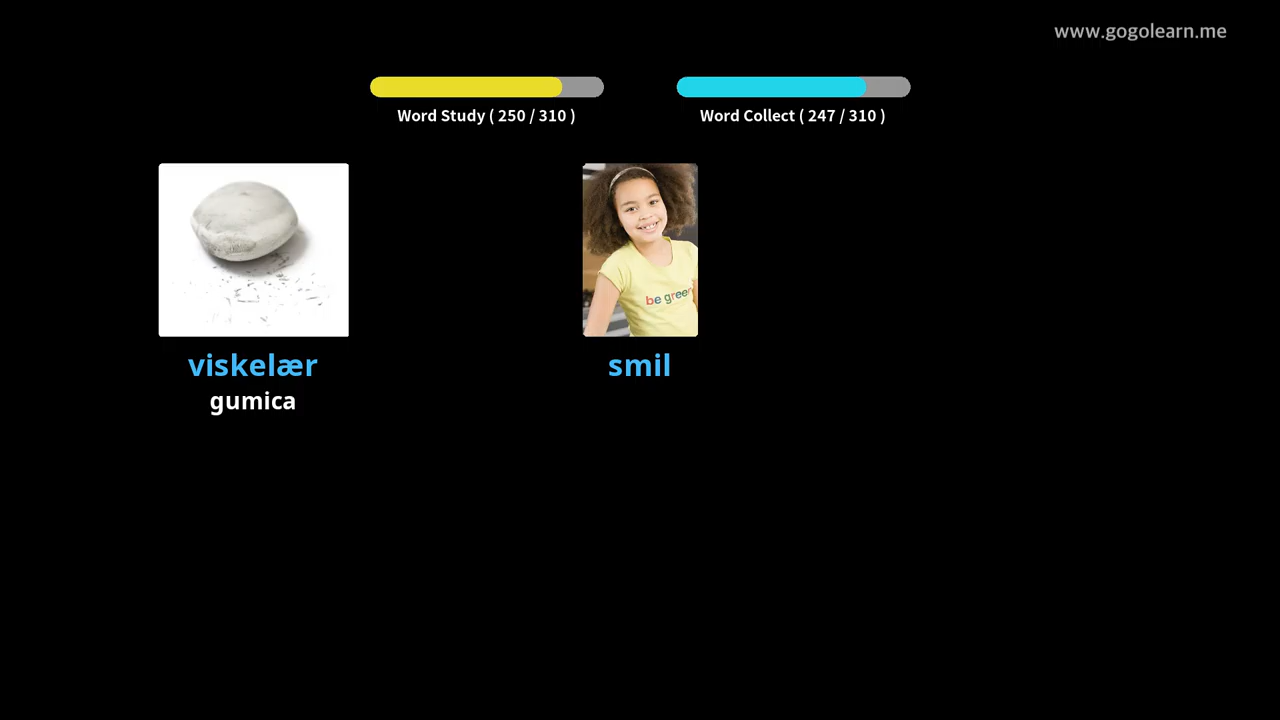 www.gogolearn.me
Word Study ( 250 / 310 )
Word Collect ( 247 / 310 )
be green
viskelær
smil
gumica